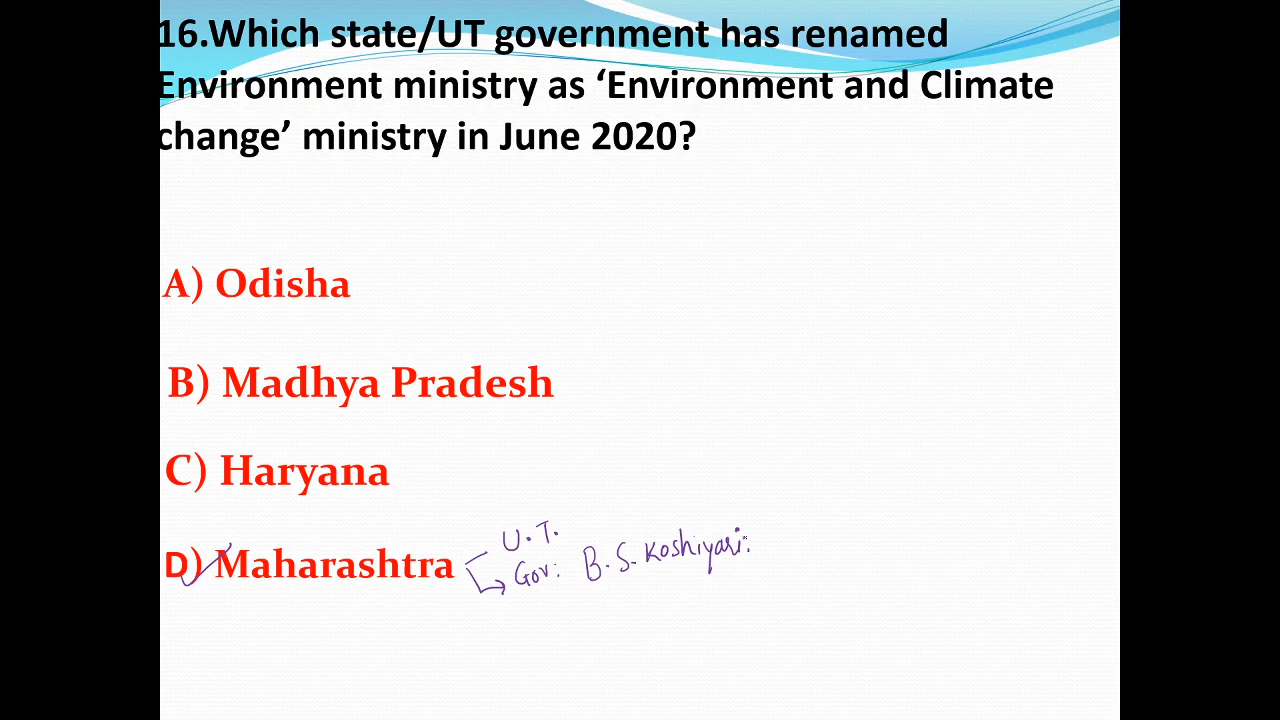 16.Which state/UT government has renamed
Environment ministry as ‘Environment and Climate
change’ ministry in June 2020?
A) Odisha
B) Madhya Pradesh
C) Haryana
D) Maharashtra
U.T.
Gov: B.S. Koshiyari.